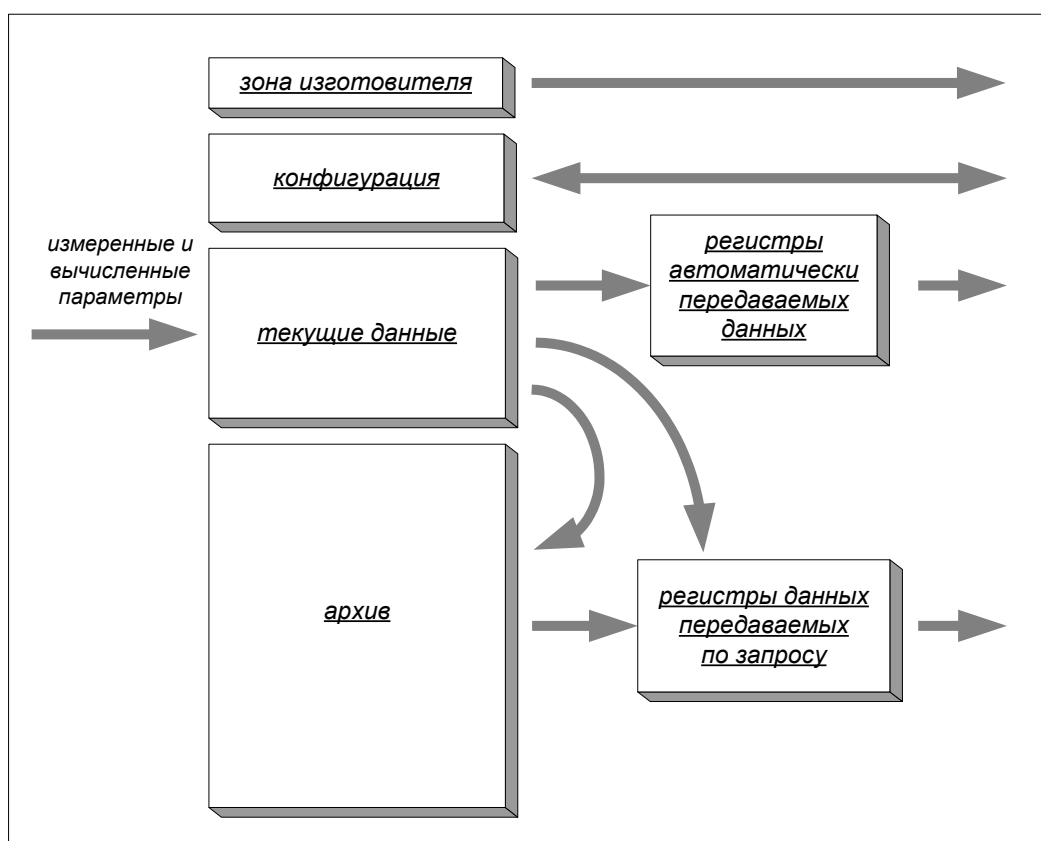 зона изготовителя
конфигурация
измеренные и
вычисленные
параметры
текущие данные
регистры
автоматически
передаваемых
данных
архив
регистры данных
передаваемых
по запросу